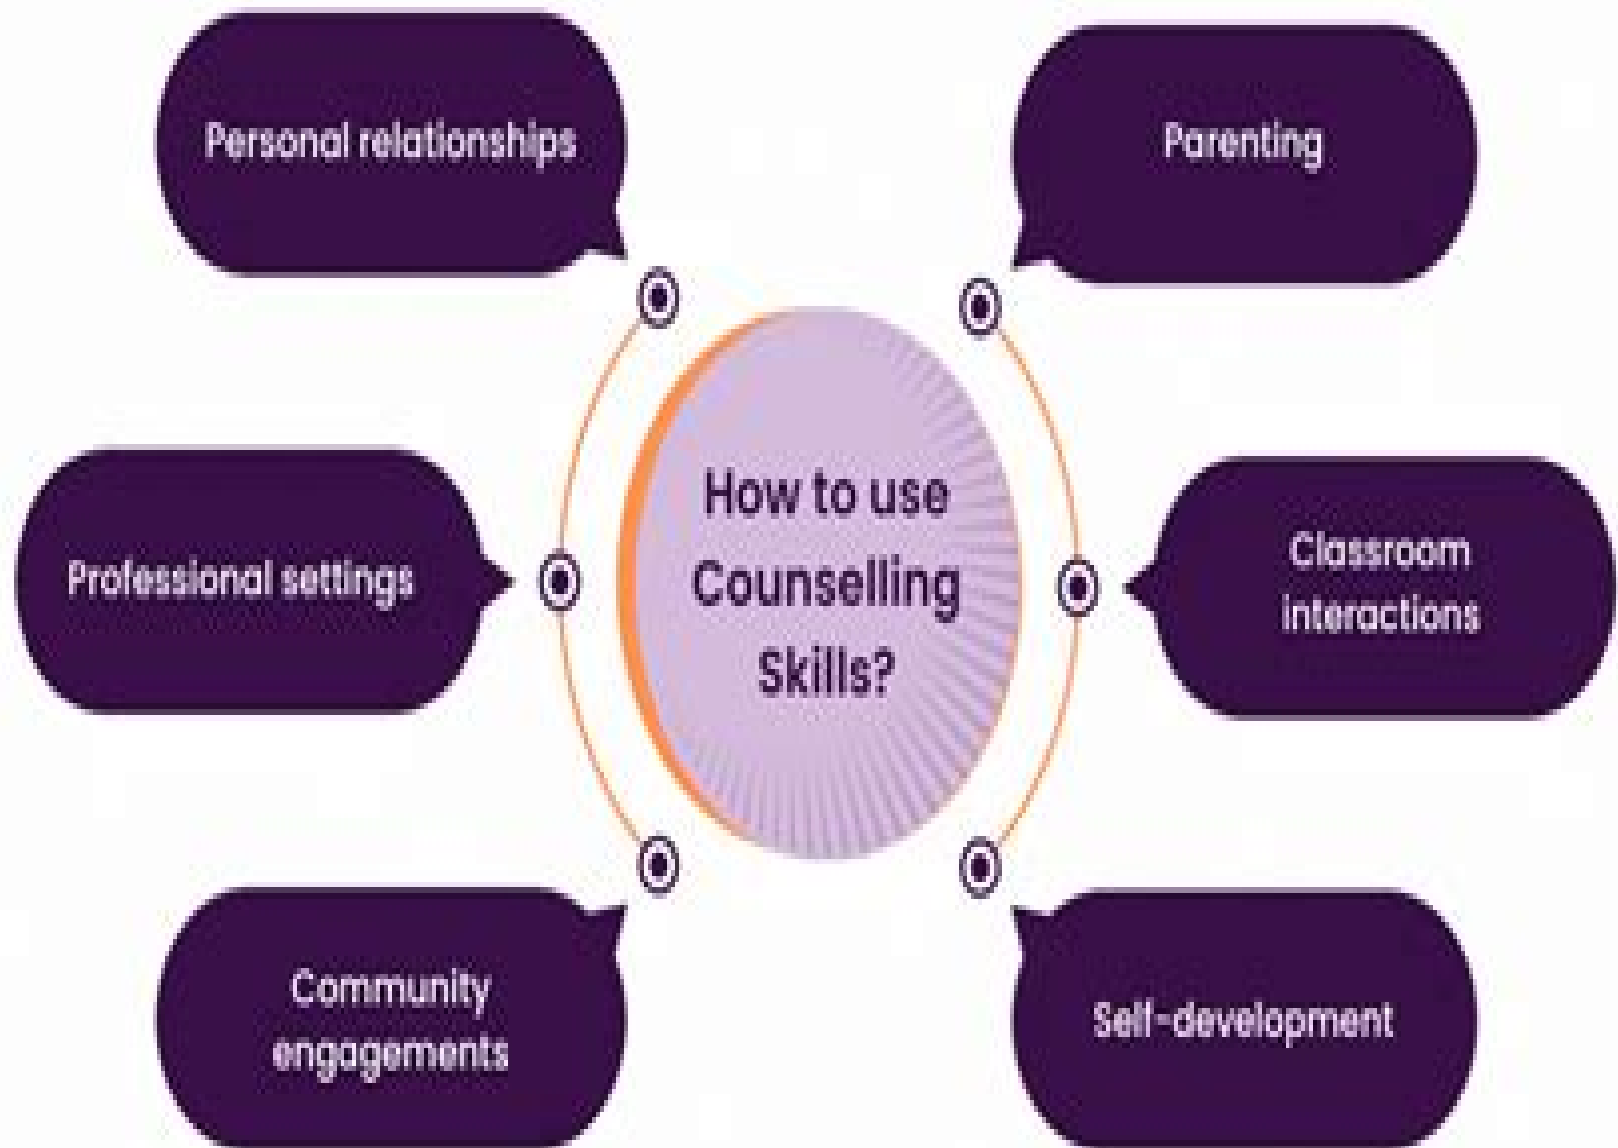 Personal relationships
Parenting
How to use
Counselling
Skills?
Professional settings
Classroom
interactions
Community
engagements
Self-development